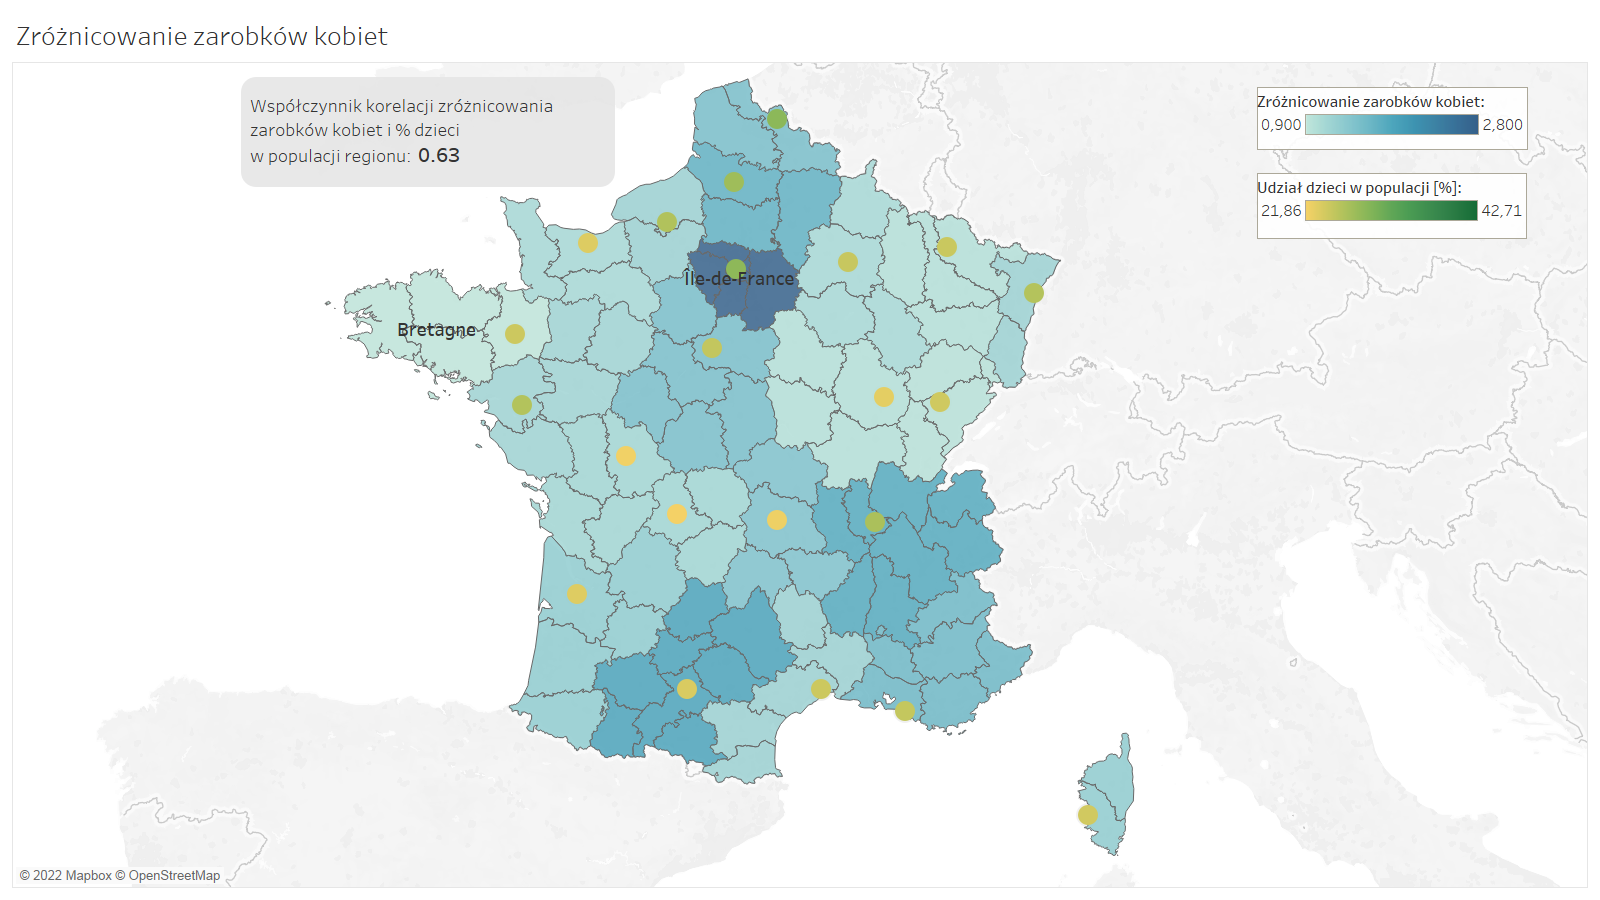 Zróżnicowanie zarobków kobiet
Współczynnik korelacji zróżnicowania
zarobków kobiet i % dzieci
w populacji regionu: 0.63
Zróżnicowanie zarobków kobiet:
0,900 2,800
Udział dzieci w populacji [%]:
21,86 42,71
Île-de-France
Bretagne
© 2022 Mapbox © OpenStreetMap